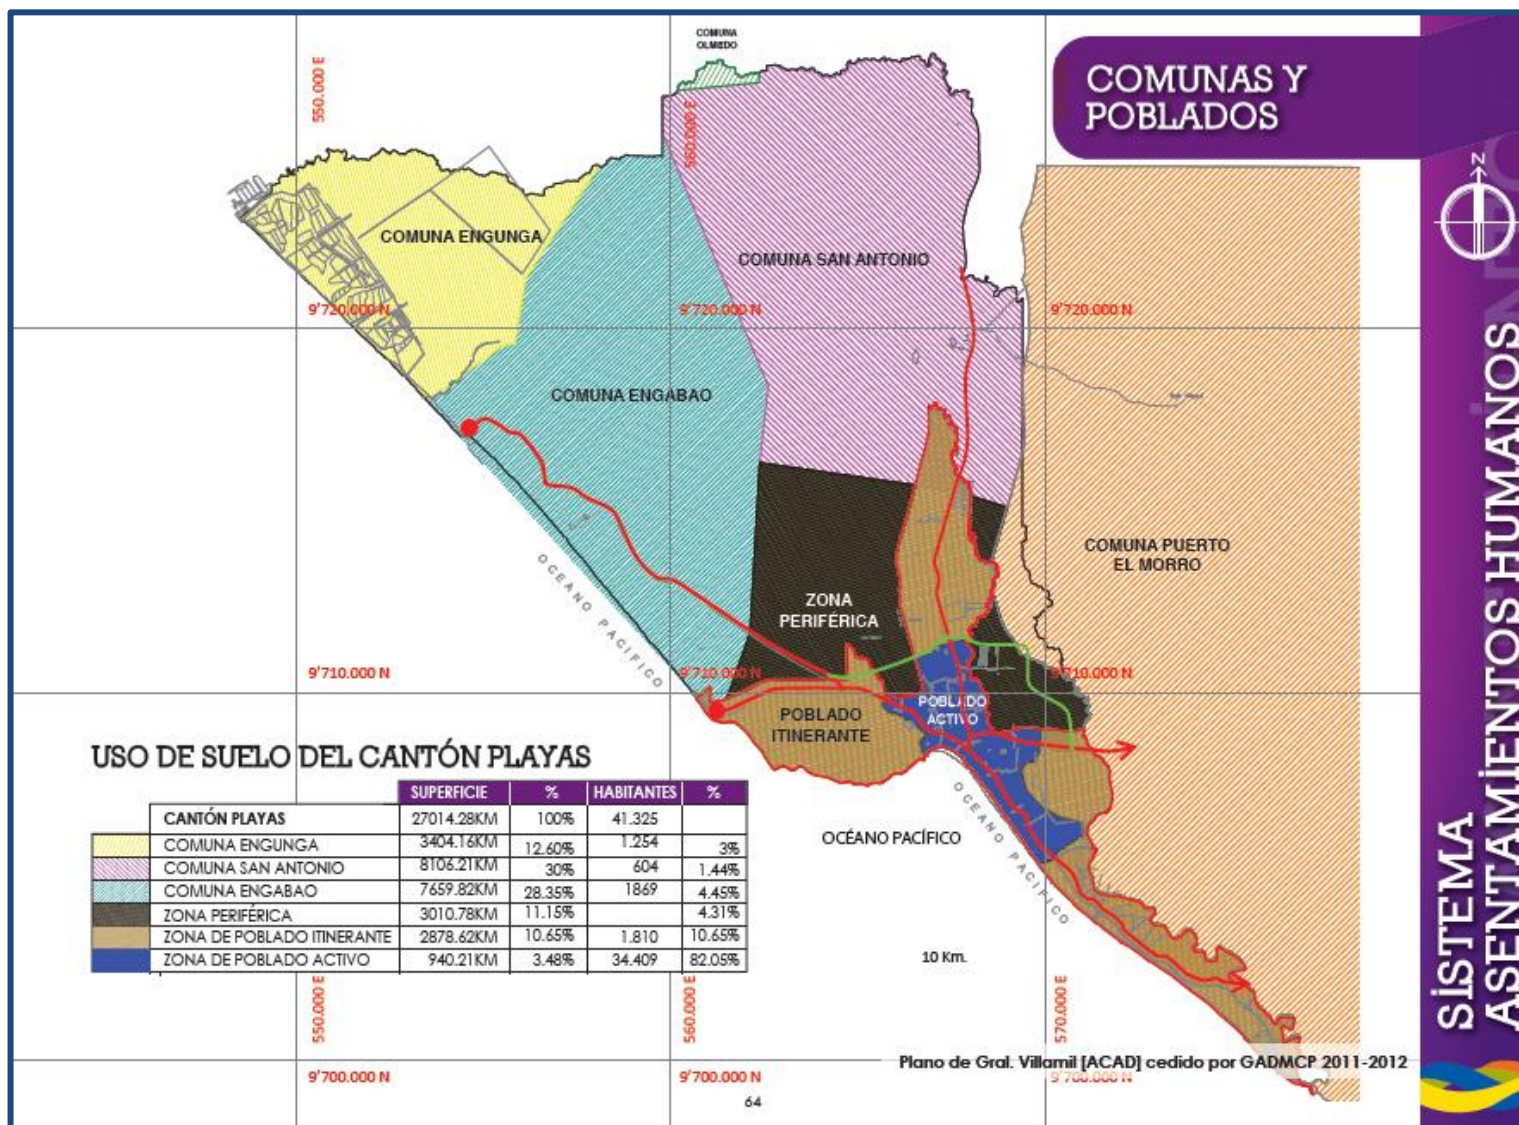 COMUNA
OLMEDO
COMUNAS Y
POBLADOS
550.000 E
560.000 E
N
COMUNA ENGUNGA
COMUNA SAN ANTONIO
9'720.000 N
9'720.000 N
9'720.000 N
COMUNA ENGABAO
COMUNA PUERTO
EL MORRO
OCEANO PACIFICO
ZONA
PERIFÉRICA
9'710.000 N
9'710.000 N
9'710.000 N
POBLADO
ITINERANTE
POBLADO
ACTIVO
USO DE SUELO DEL CANTÓN PLAYAS
SUPERFICIE % HABITANTES %
CANTÓN PLAYAS 27014.28KM 100% 41.325
COMUNA ENGUNGA 3404.16KM 12.60% 1.254 3%
COMUNA SAN ANTONIO 8106.21KM 30% 604 1.44%
COMUNA ENGABAO 7659.82KM 28.35% 1869 4.45%
ZONA PERIFÉRICA 3010.78KM 11.15% 4.31%
ZONA DE POBLADO ITINERANTE 2878.62KM 10.65% 1.810 10.65%
ZONA DE POBLADO ACTIVO 940.21KM 3.48% 34.409 82.05%
OCÉANO PACÍFICO
OCEANO PACIFICO
10 Km.
550.000 E
560.000 E
570.000 E
Plano de Gral. Villamil [ACAD] cedido por GADMCP 2011-2012
9'700.000 N
9'700.000 N
9'700.000 N
64
SISTEMA
ASENTAMIENTOS HUMANOS